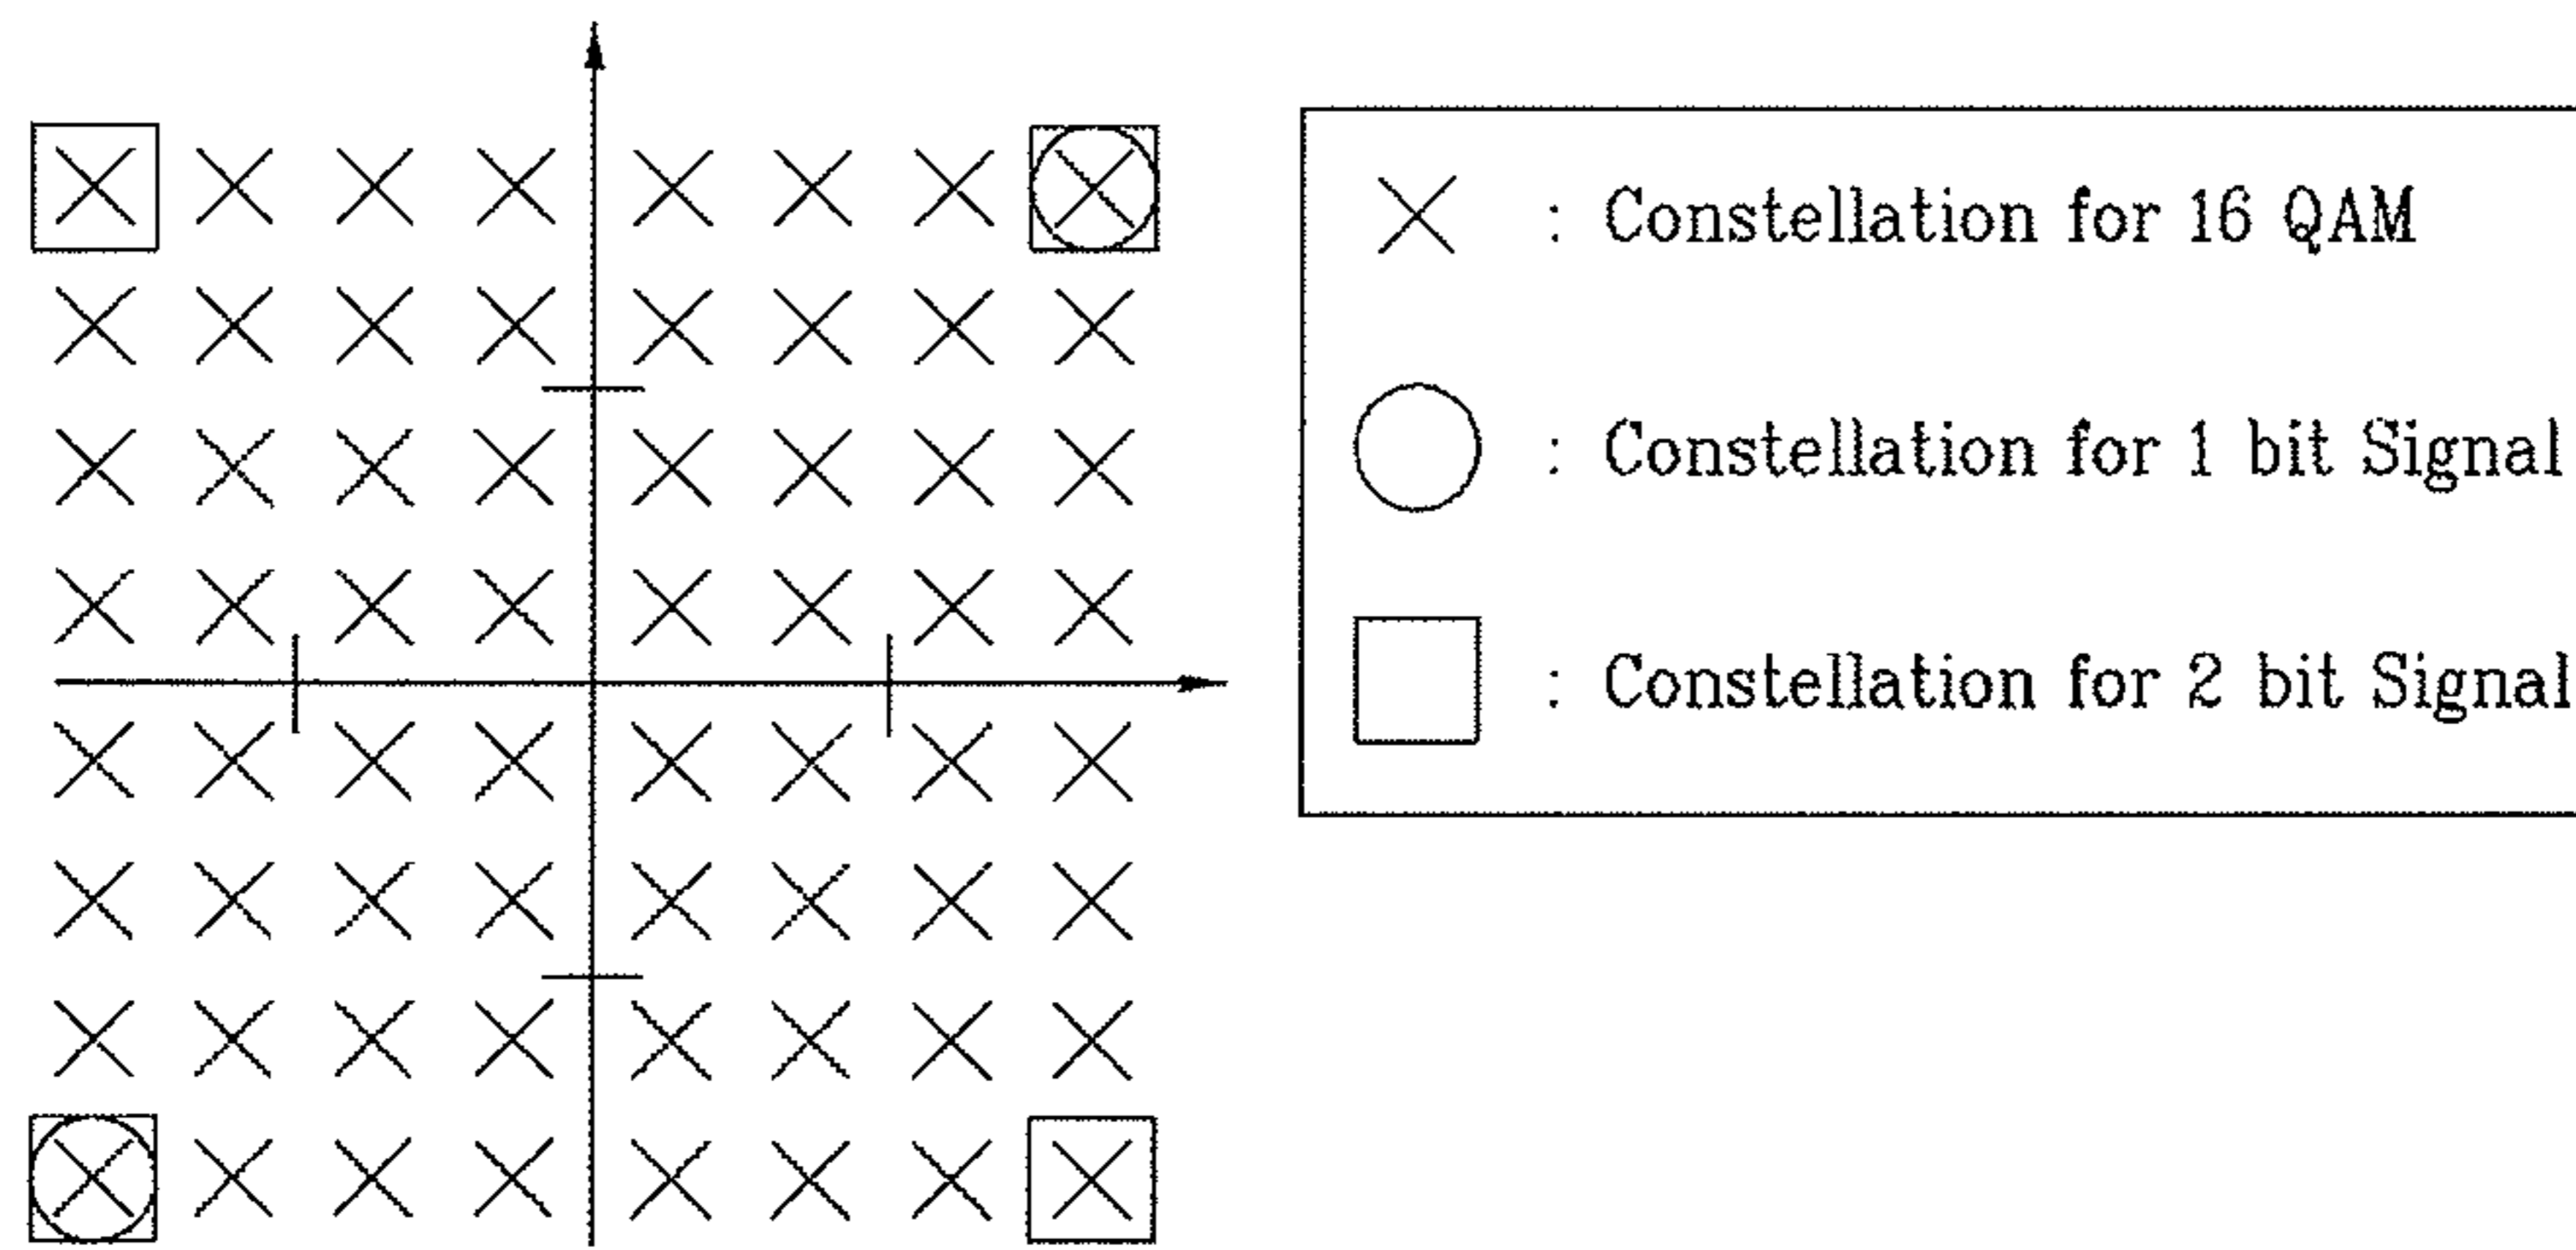 : Constellation for 16 QAM
: Constellation for 1 bit Signal
: Constellation for 2 bit Signal